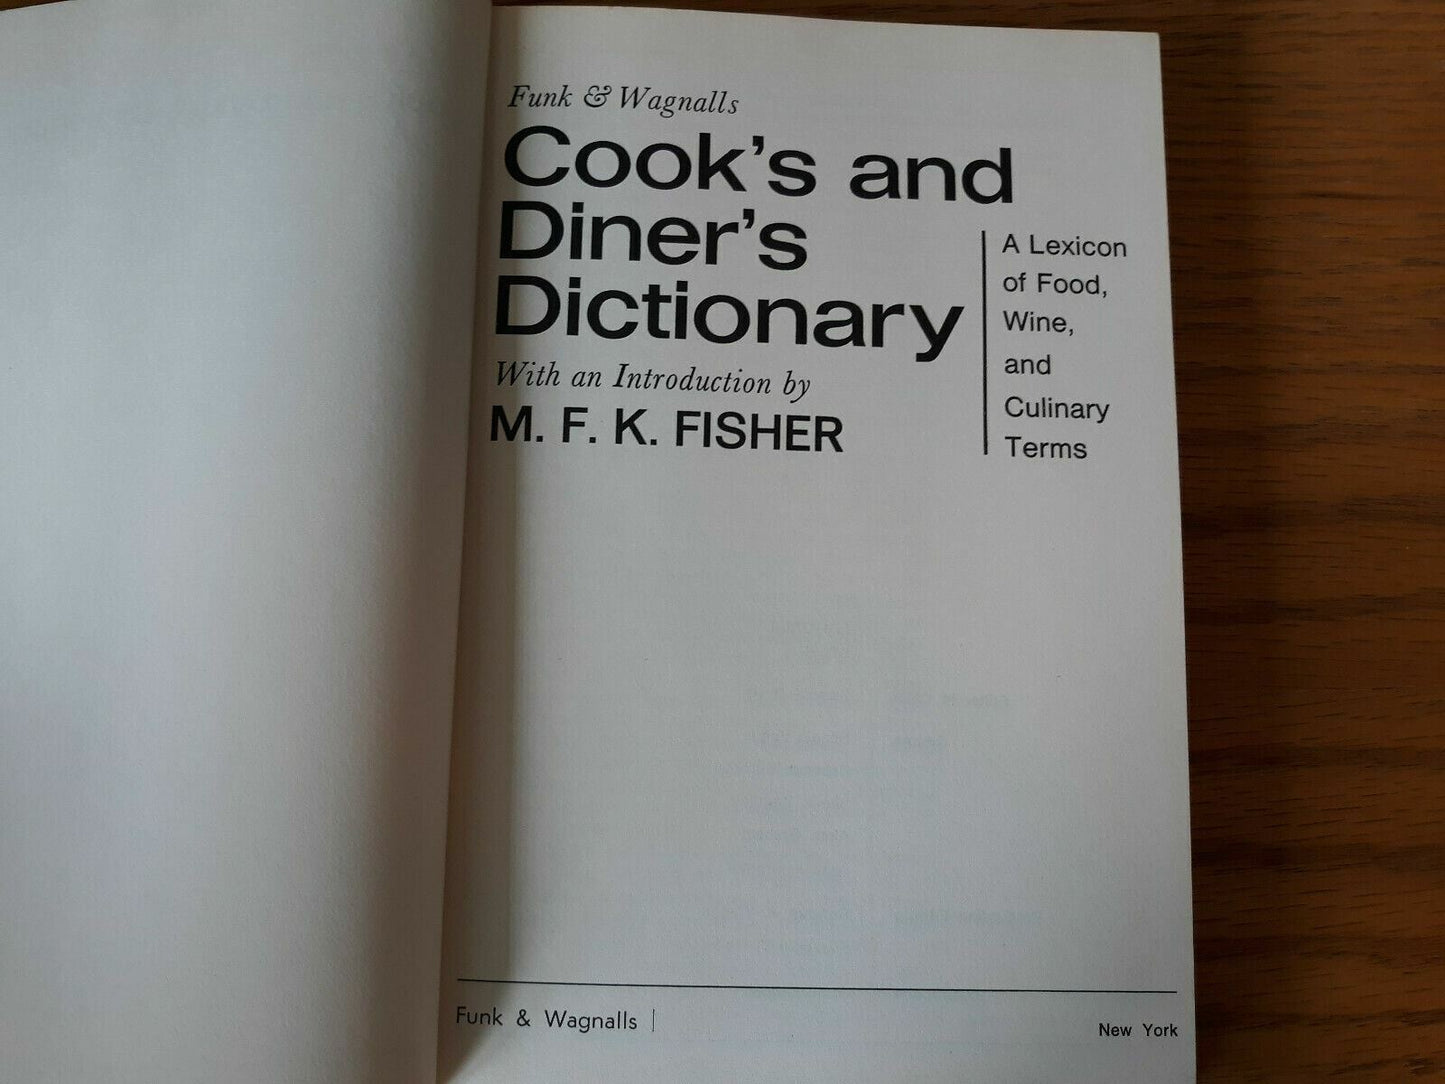 Funk & Wagnalls
Cook's and
Diner's
Dictionary
A Lexicon
of Food,
Wine,
and
Culinary
Terms
With an Introduction by
M. F. K. FISHER
Funk & Wagnalls
New York